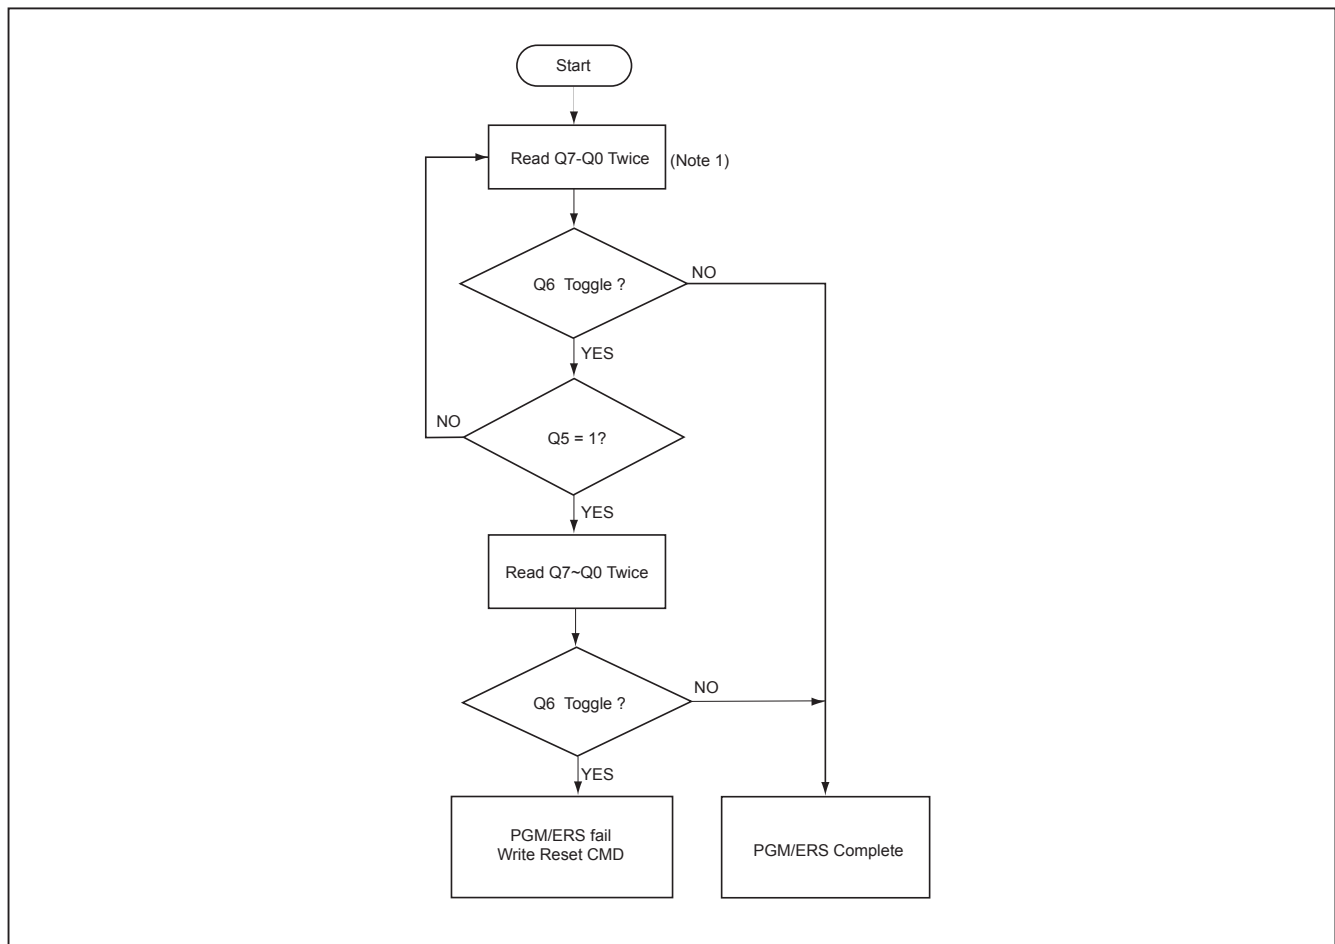 Start
Read Q7-Q0 Twice
(Note 1)
Q6 Toggle ?
NO
YES
NO
Q5 = 1?
YES
Read Q7~Q0 Twice
Q6 Toggle ?
NO
YES
PGM/ERS fail
Write Reset CMD
PGM/ERS Complete